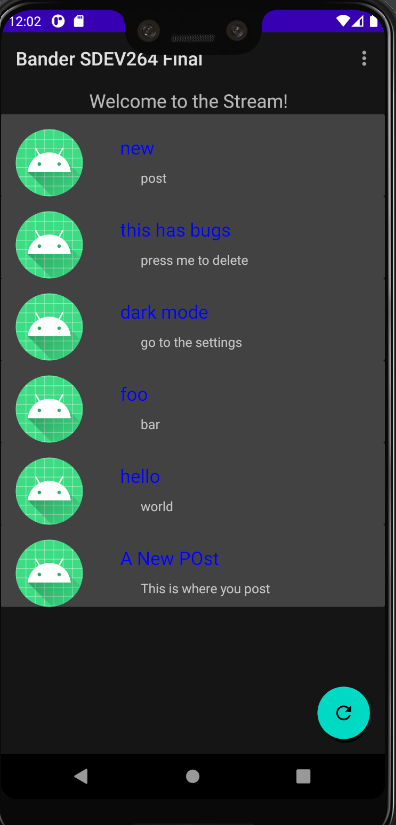 12:02
Bander SDEV264 Final
Welcome to the Stream!
new
post
this has bugs
press me to delete
dark mode
go to the settings
foo
bar
hello
world
A New POst
This is where you post